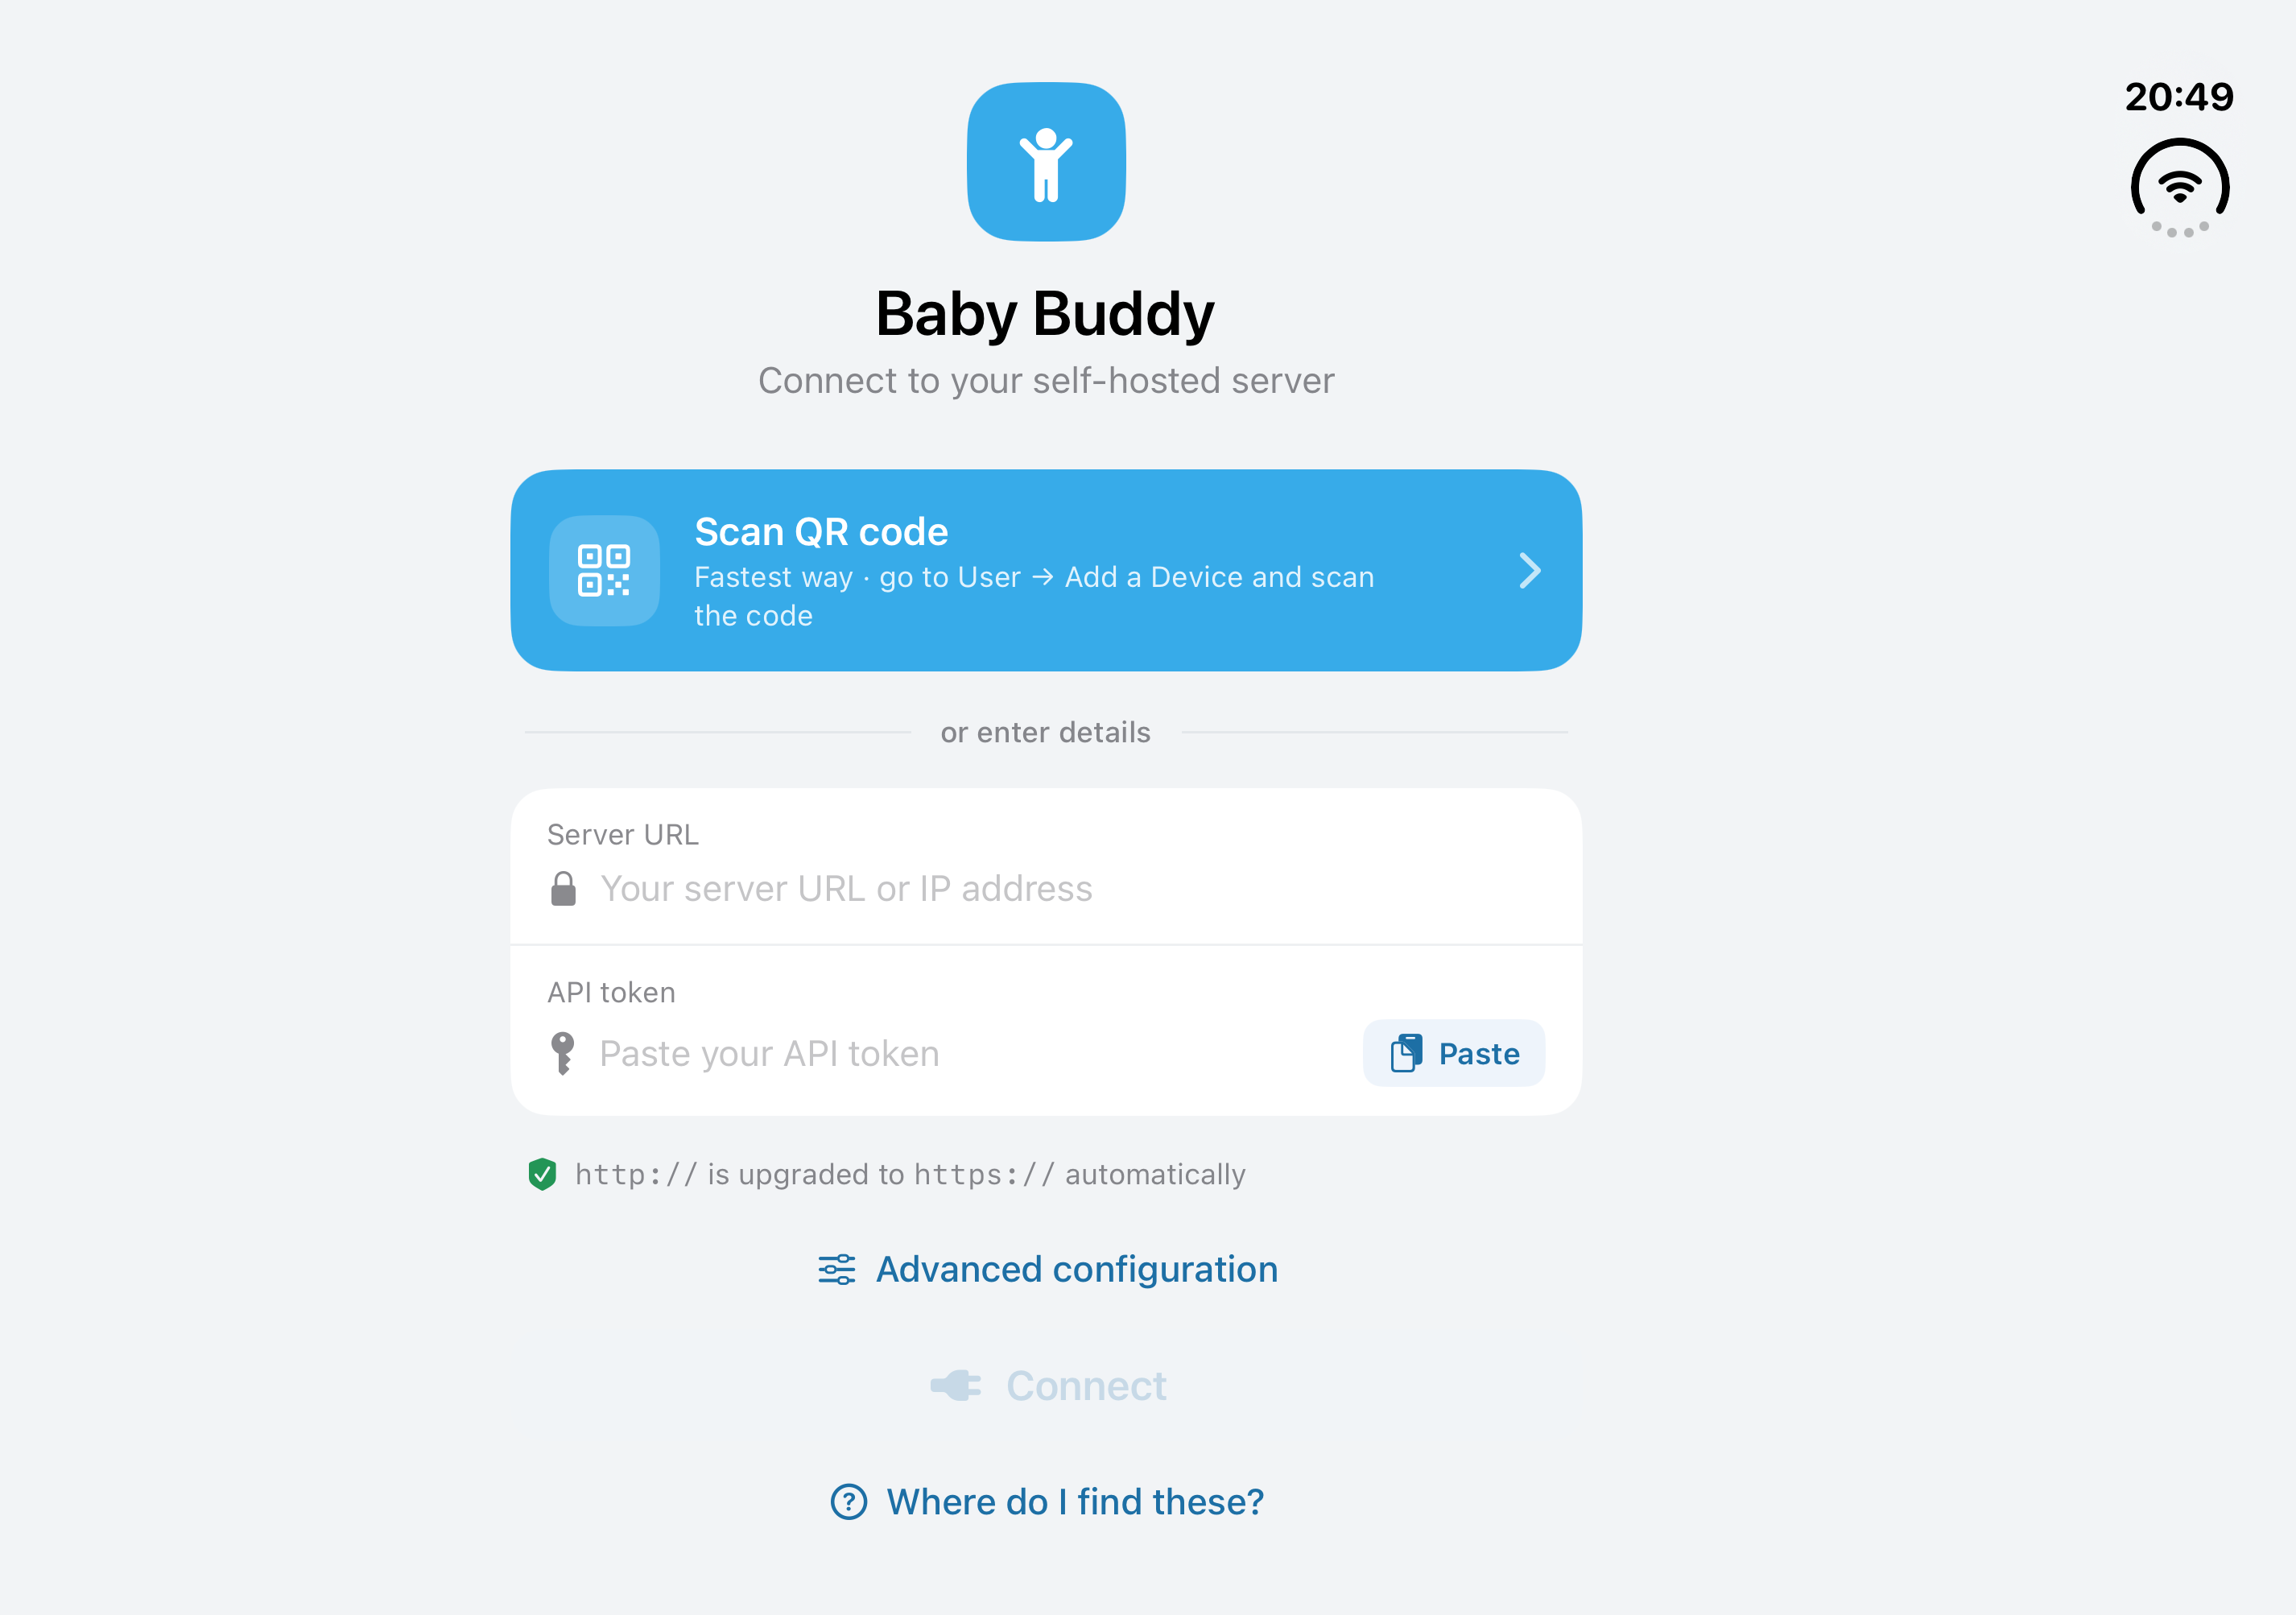 20:49
Baby Buddy
Connect to your self-hosted server
Scan QR code
Fastest way · go to User → Add a Device and scan
the code
or enter details
Server URL
Your server URL or IP address
API token
Paste your API token
Paste
http:// is upgraded to https:// automatically
Advanced configuration
Connect
Where do I find these?